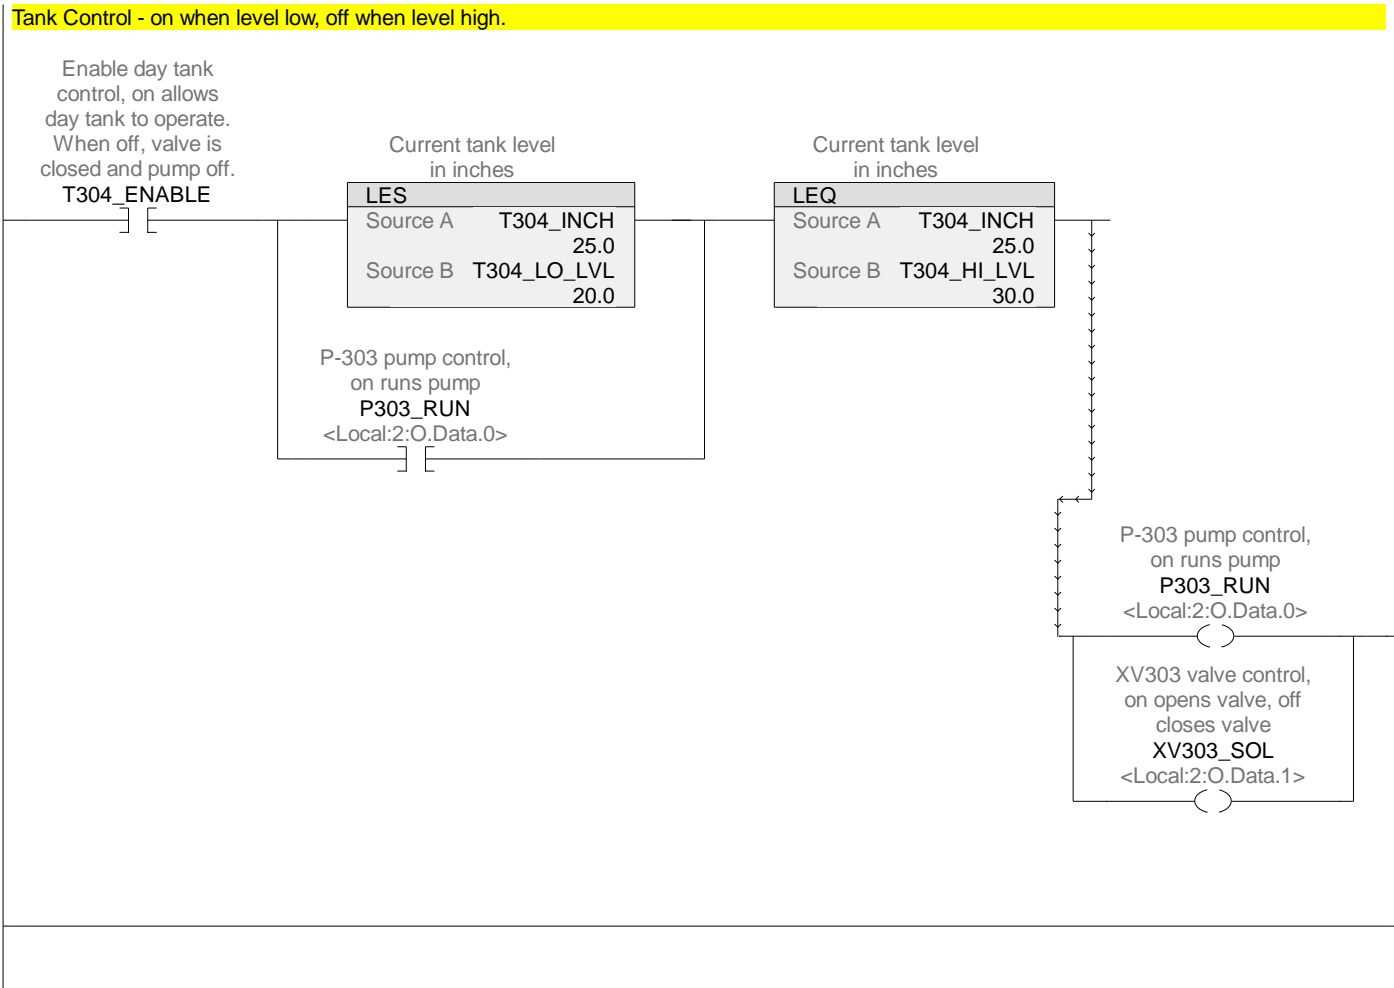 Tank Control - on when level low, off when level high.
Enable day tank
control, on allows
day tank to operate.
When off, valve is
closed and pump off.
T304_ENABLE
Current tank level
in inches
LES
Source A T304_INCH
25.0
Source B T304_LO_LVL
20.0
Current tank level
in inches
LEQ
Source A T304_INCH
25.0
Source B T304_HI_LVL
30.0
P-303 pump control,
on runs pump
P303_RUN
<Local:2:O.Data.0>
P-303 pump control,
on runs pump
P303_RUN
<Local:2:O.Data.0>
XV303 valve control,
on opens valve, off
closes valve
XV303_SOL
<Local:2:O.Data.1>